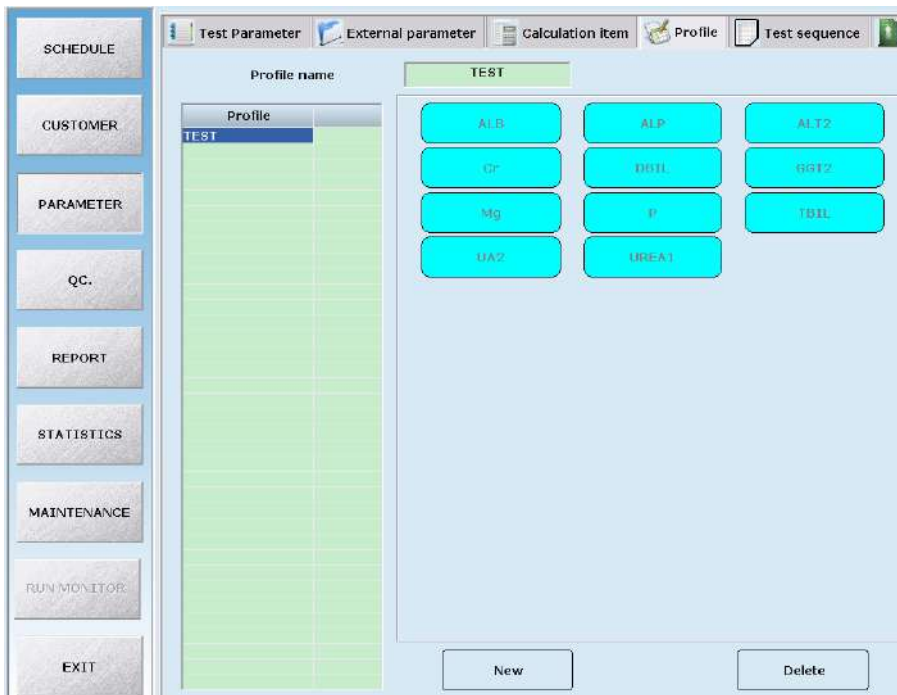 SCHEDULE
CUSTOMER
PARAMETER
QC.
REPORT
STATISTICS
MAINTENANCE
RUN MONITOR
EXIT
Test Parameter External parameter Calculation item Profile Test sequence
Profile name TEST
Profile
TEST
ALB ALP ALT2
Cr DBIL GGT2
Mg P TBIL
UA2 UREA1
New Delete